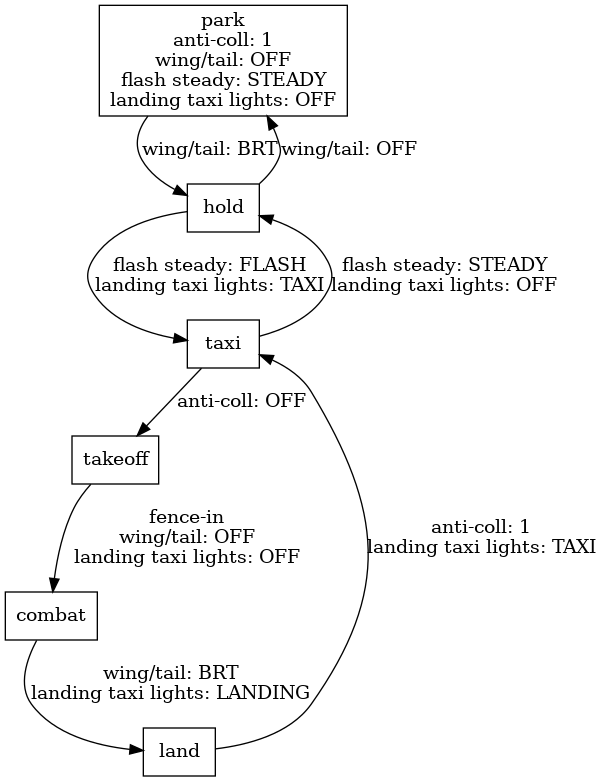 park
anti-coll: 1
wing/tail: OFF
flash steady: STEADY
landing taxi lights: OFF
wing/tail: BRT
wing/tail: OFF
hold
flash steady: FLASH
landing taxi lights: TAXI
flash steady: STEADY
landing taxi lights: OFF
taxi
anti-coll: OFF
takeoff
fence-in
wing/tail: OFF
landing taxi lights: OFF
anti-coll: 1
landing taxi lights: TAXI
combat
wing/tail: BRT
landing taxi lights: LANDING
land